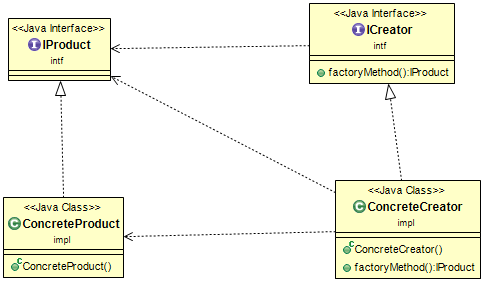 <<Java Interface>>
IProduct
intf
<<Java Interface>>
ICreator
intf
factoryMethod():IProduct
<<Java Class>>
ConcreteProduct
impl
ConcreteProduct()
<<Java Class>>
ConcreteCreator
impl
ConcreteCreator()
factoryMethod():IProduct